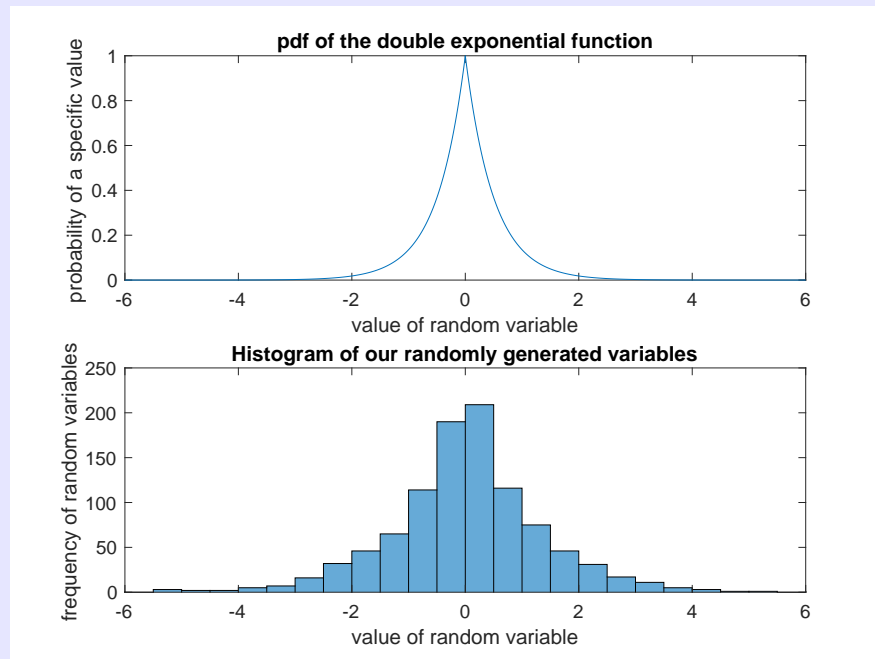 pdf of the double exponential function
probability of a specific value
1
0.8
0.6
0.4
0.2
0
-6 -4 -2 0 2 4 6
value of random variable
Histogram of our randomly generated variables
frequency of random variables
250
200
150
100
50
0
-6 -4 -2 0 2 4 6
value of random variable